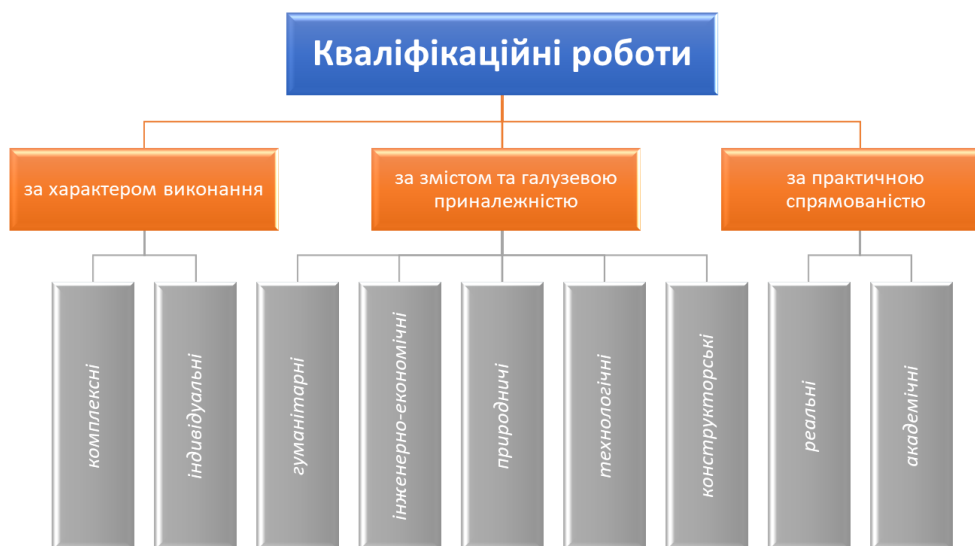 Кваліфікаційні роботи
за характером виконання
за змістом та галузевою
приналежністю
за практичною
спрямованістю
комплексні
індивідуальні
гуманітарні
інженерно-економічні
природничі
технологічні
конструкторські
реальні
академічні